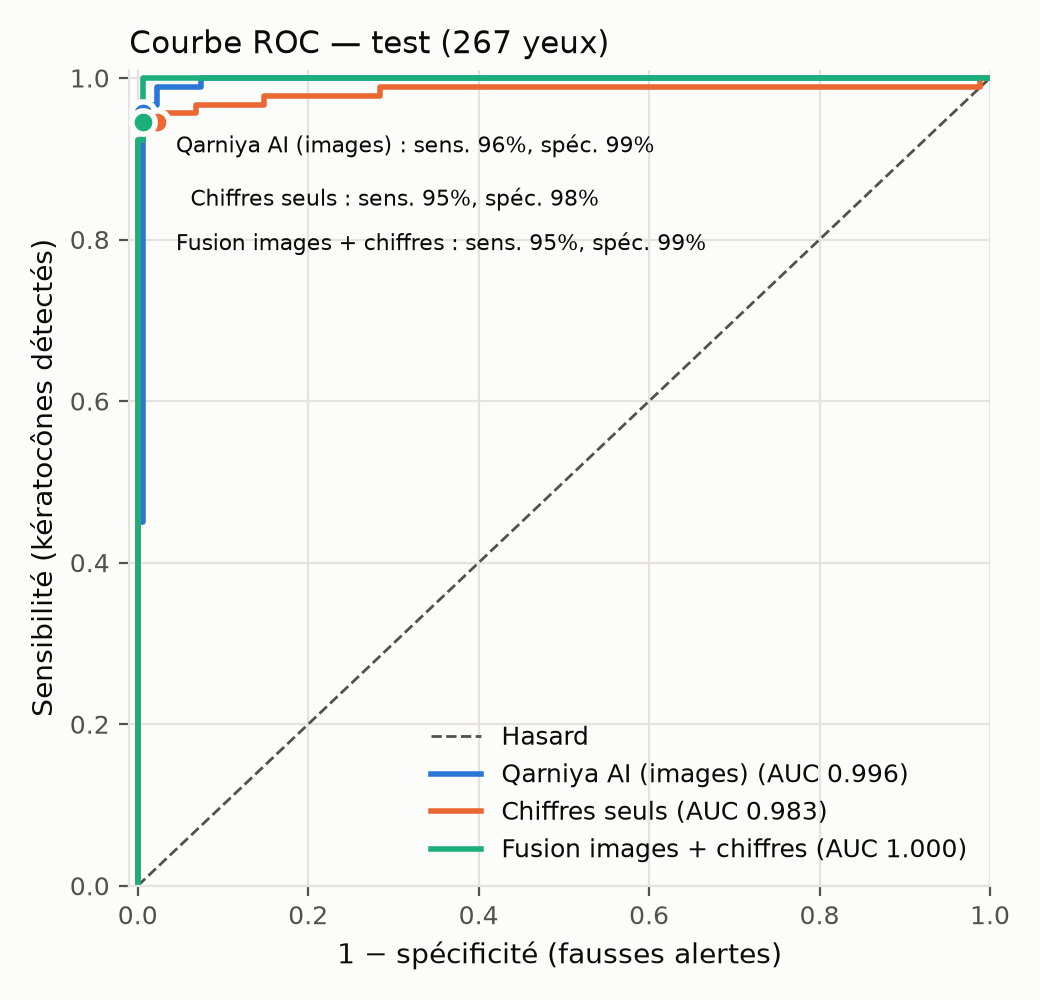 Courbe ROC — test (267 yeux)
1.0
0.8
0.6
0.4
0.2
0.0
Sensibilité (kératocônes détectés)
Qarniya AI (images) : sens. 96%, spéc. 99%
Chiffres seuls : sens. 95%, spéc. 98%
Fusion images + chiffres : sens. 95%, spéc. 99%
Hasard
Qarniya AI (images) (AUC 0.996)
Chiffres seuls (AUC 0.983)
Fusion images + chiffres (AUC 1.000)
0.0 0.2 0.4 0.6 0.8 1.0
1 − spécificité (fausses alertes)